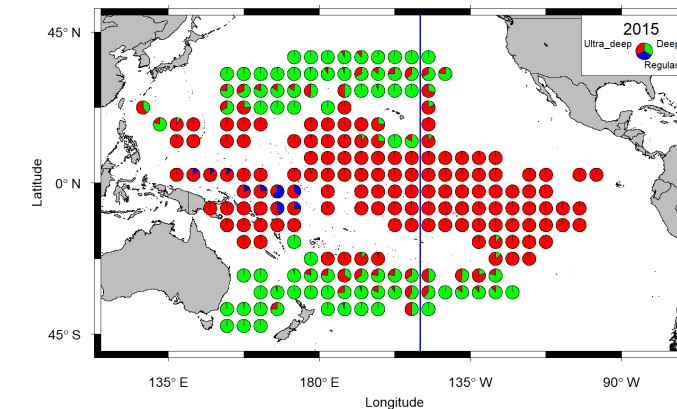 2015
Ultra_deep Deep
Regular
45° N
0° N
45° S
Latitude
135° E 180° E 135° W 90° W
Longitude